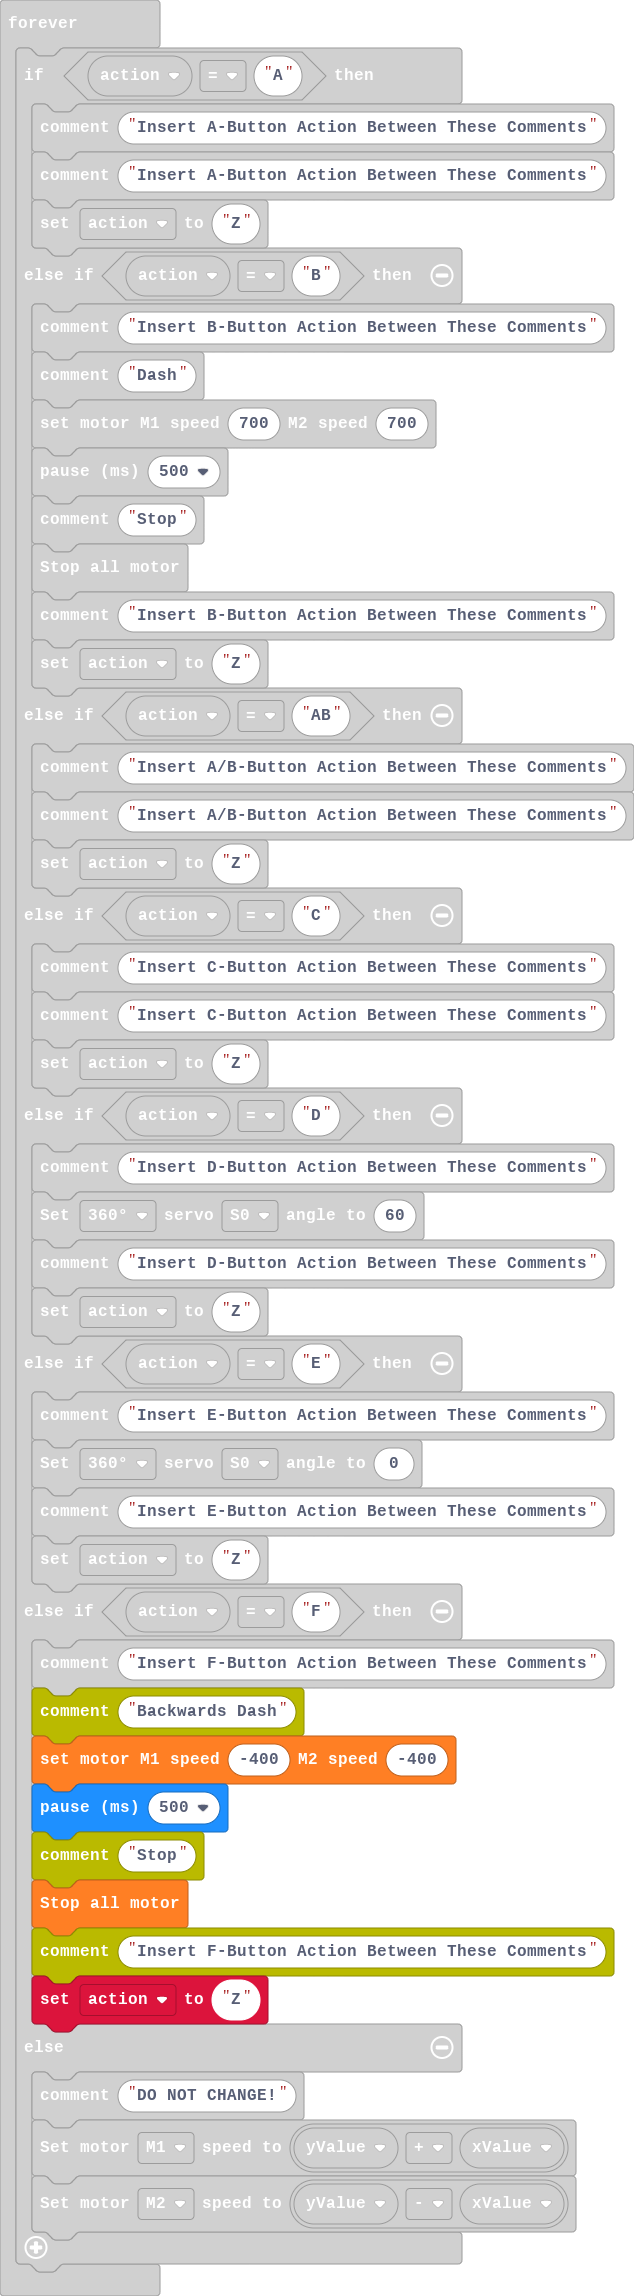 forever
if action = "A" then
comment "Insert A-Button Action Between These Comments"
comment "Insert A-Button Action Between These Comments"
set action to "Z"
else if action = "B" then
comment "Insert B-Button Action Between These Comments"
comment "Dash"
set motor M1 speed 700 M2 speed 700
pause (ms) 500
comment "Stop"
Stop all motor
comment "Insert B-Button Action Between These Comments"
set action to "Z"
else if action = "AB" then
comment "Insert A/B-Button Action Between These Comments"
comment "Insert A/B-Button Action Between These Comments"
set action to "Z"
else if action = "C" then
comment "Insert C-Button Action Between These Comments"
comment "Insert C-Button Action Between These Comments"
set action to "Z"
else if action = "D" then
comment "Insert D-Button Action Between These Comments"
Set 360° servo S0 angle to 60
comment "Insert D-Button Action Between These Comments"
set action to "Z"
else if action = "E" then
comment "Insert E-Button Action Between These Comments"
Set 360° servo S0 angle to 0
comment "Insert E-Button Action Between These Comments"
set action to "Z"
else if action = "F" then
comment "Insert F-Button Action Between These Comments"
comment "Backwards Dash"
set motor M1 speed -400 M2 speed -400
pause (ms) 500
comment "Stop"
Stop all motor
comment "Insert F-Button Action Between These Comments"
set action to "Z"
else
comment "DO NOT CHANGE!"
Set motor M1 speed to yValue + xValue
Set motor M2 speed to yValue - xValue